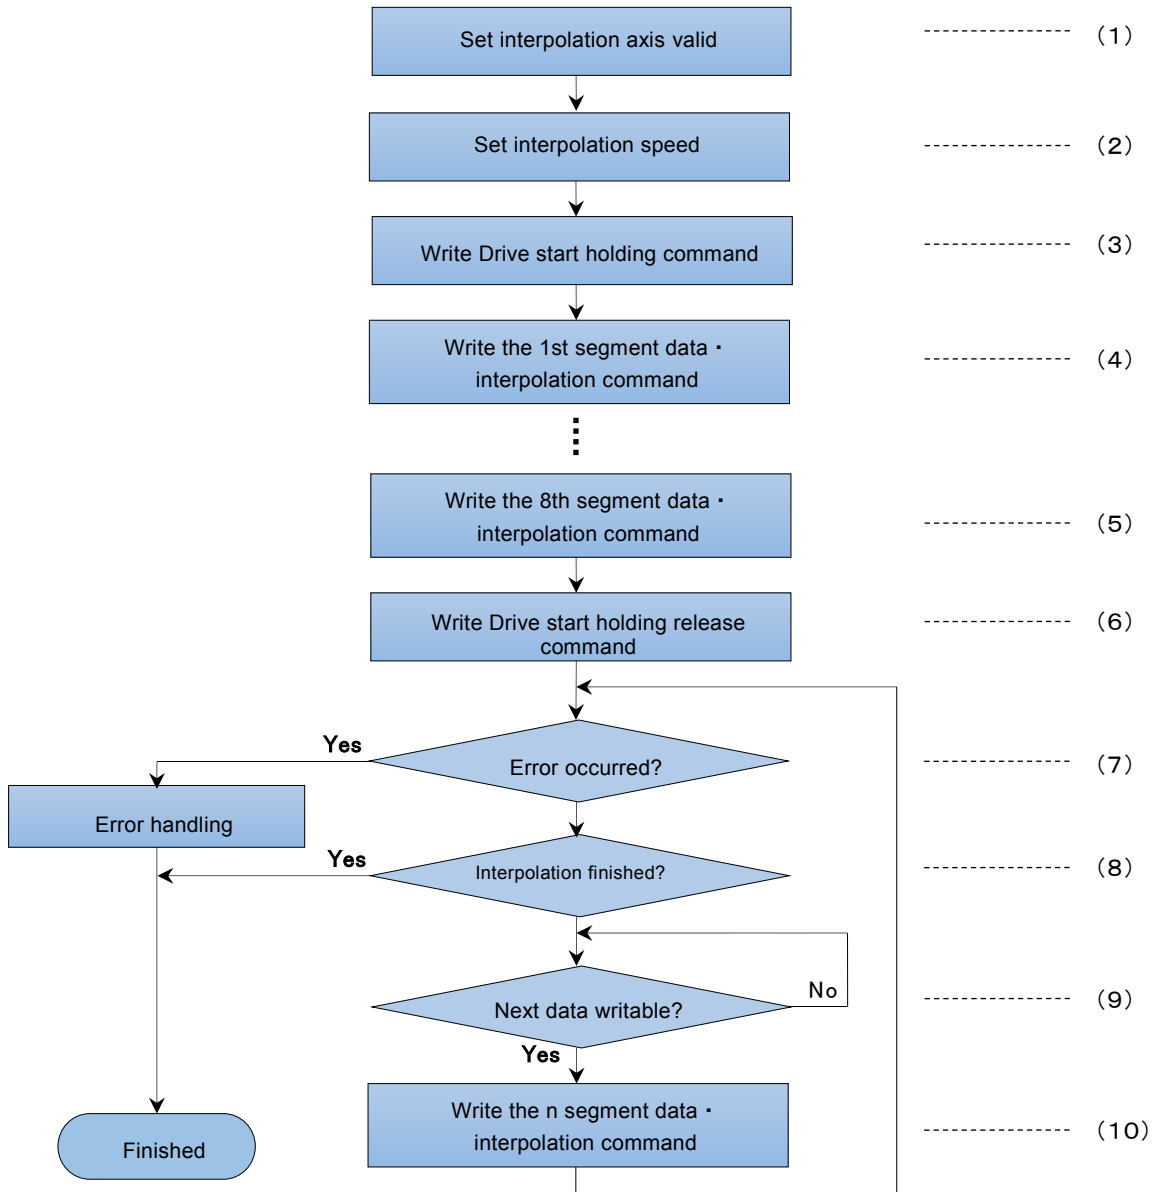 Set interpolation axis valid
(1)
Set interpolation speed
(2)
Write Drive start holding command
(3)
Write the 1st segment data・
interpolation command
(4)
Write the 8th segment data・
interpolation command
(5)
Write Drive start holding release
command
(6)
Yes
Error occurred?
(7)
Error handling
Yes
Interpolation finished?
(8)
Next data writable?
No
(9)
Yes
Write the n segment data・
interpolation command
(10)
Finished